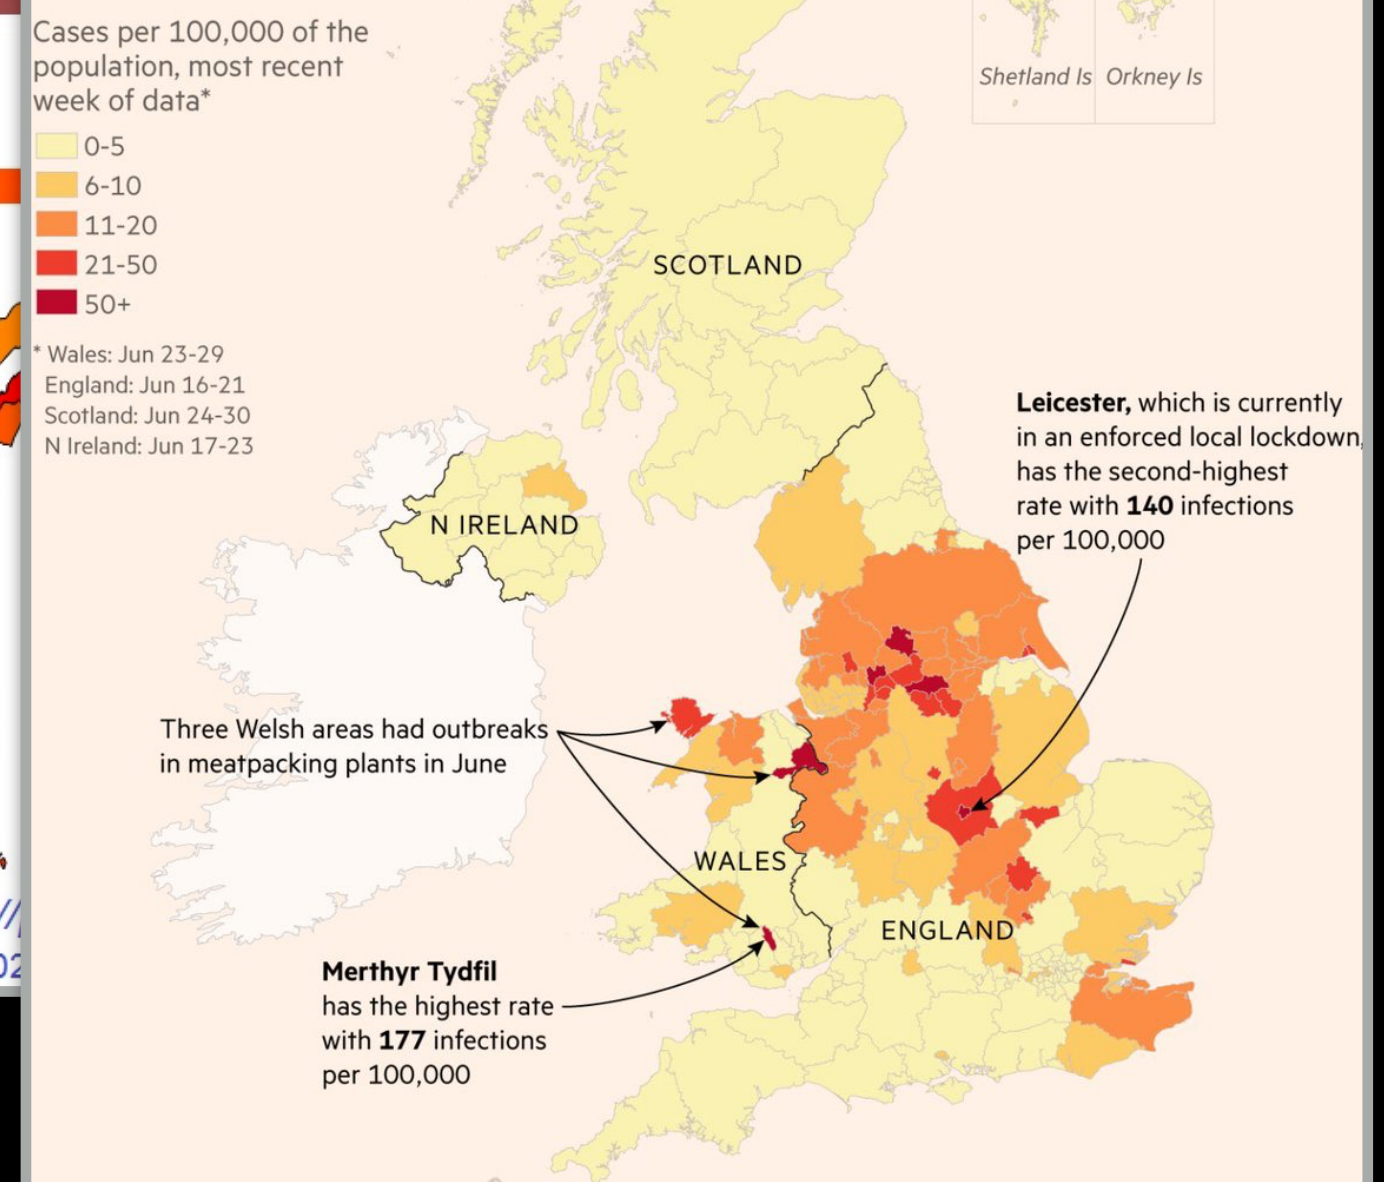 Cases per 100,000 of the
population, most recent
week of data*
0-5
6-10
11-20
21-50
50+
* Wales: Jun 23-29
England: Jun 16-21
Scotland: Jun 24-30
N Ireland: Jun 17-23
Shetland Is
Orkney Is
SCOTLAND
N IRELAND
Leicester, which is currently
in an enforced local lockdown,
has the second-highest
rate with 140 infections
per 100,000
Three Welsh areas had outbreaks
in meatpacking plants in June
WALES
ENGLAND
Merthyr Tydfil
has the highest rate
with 177 infections
per 100,000